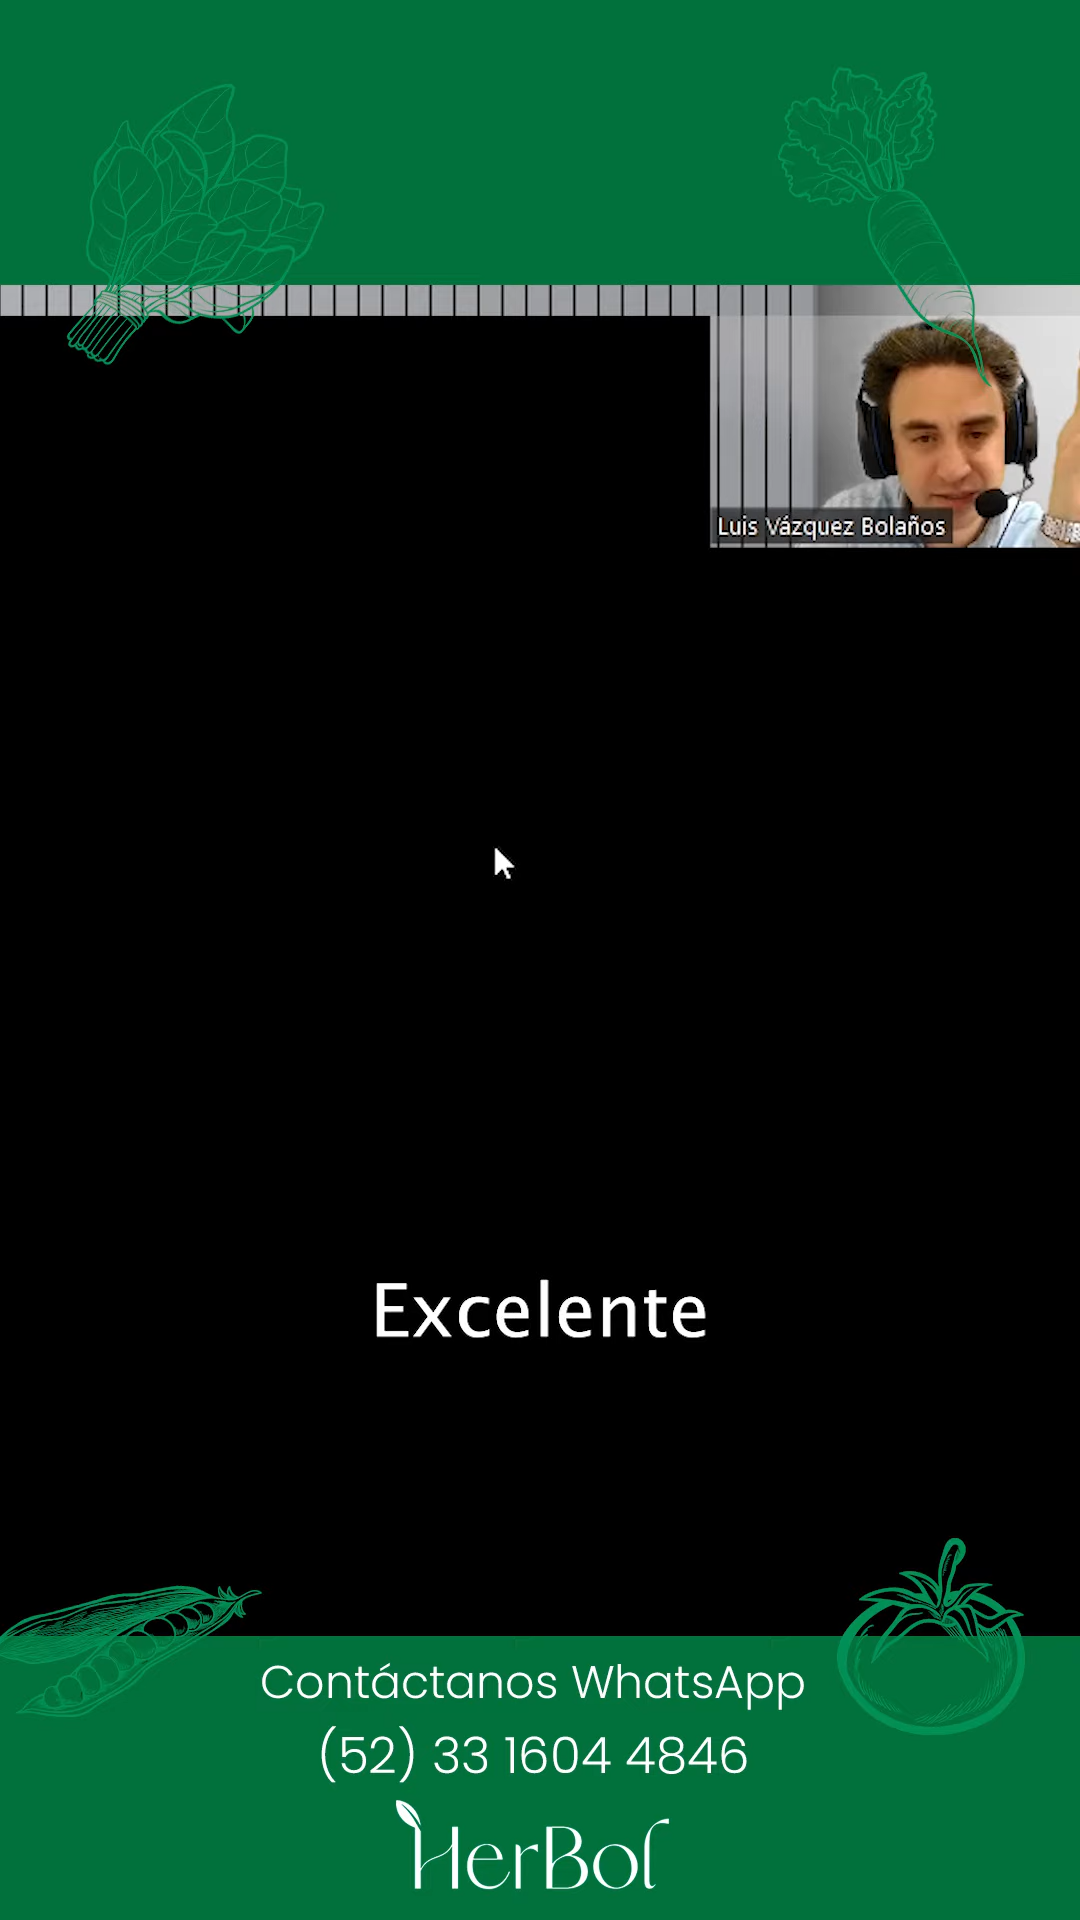 Luis Vázquez Bolaños
Excelente
Contáctanos WhatsApp
(52) 33 1604 4846
HerBol